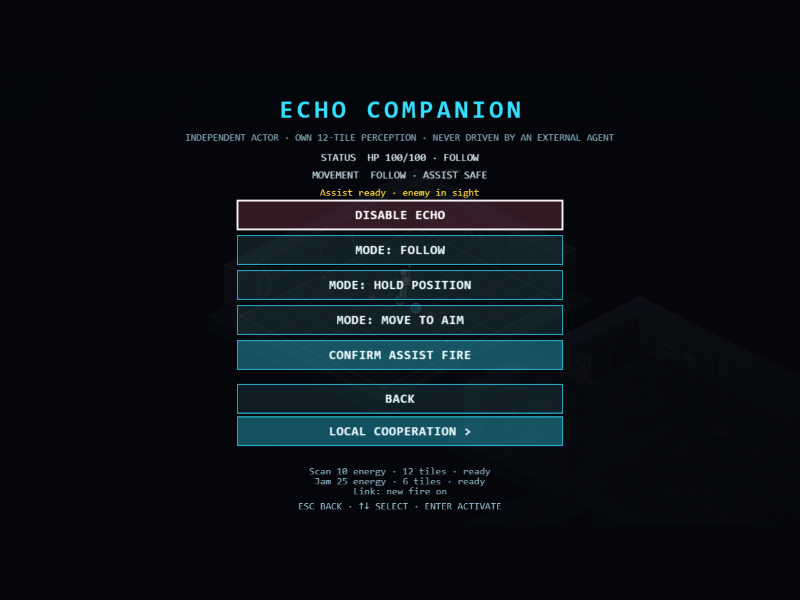 ECHO COMPANION
INDEPENDENT ACTOR · OWN 12-TILE PERCEPTION · NEVER DRIVEN BY AN EXTERNAL AGENT
STATUS HP 100/100 · FOLLOW
MOVEMENT FOLLOW · ASSIST SAFE
Assist ready · enemy in sight
DISABLE ECHO
MODE: FOLLOW
MODE: HOLD POSITION
MODE: MOVE TO AIM
CONFIRM ASSIST FIRE
BACK
LOCAL COOPERATION >
Scan 10 energy · 12 tiles · ready
Jam 25 energy · 6 tiles · ready
Link: new fire on
ESC BACK · ↑↓ SELECT · ENTER ACTIVATE